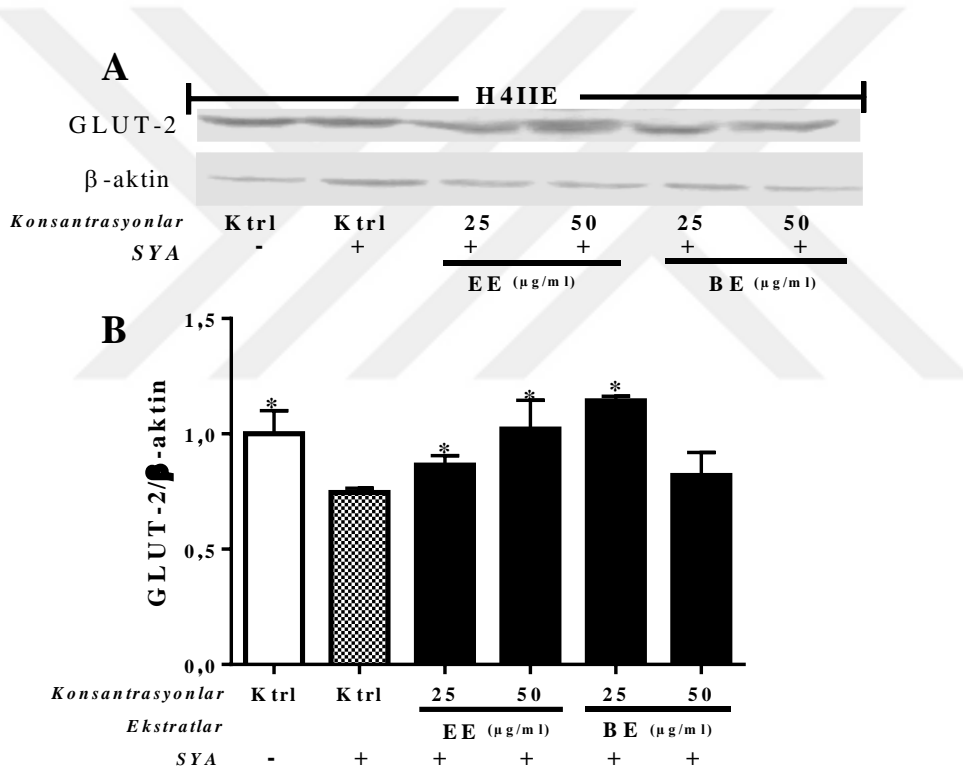 A
H4IIE
GLUT-2
β-aktin
Konsantrasyonlar Ktrl Ktrl 25 50 25 50
SYA - + + + + +
EE (µg/ml) BE (µg/ml)
B
1,5
1,0
0,5
0,0
GLUT-2/β-aktin
* * * *
Konsantrasyonlar Ktrl Ktrl 25 50 25 50
Ekstratlar EE (µg/ml) BE (µg/ml)
SYA - + + + + +